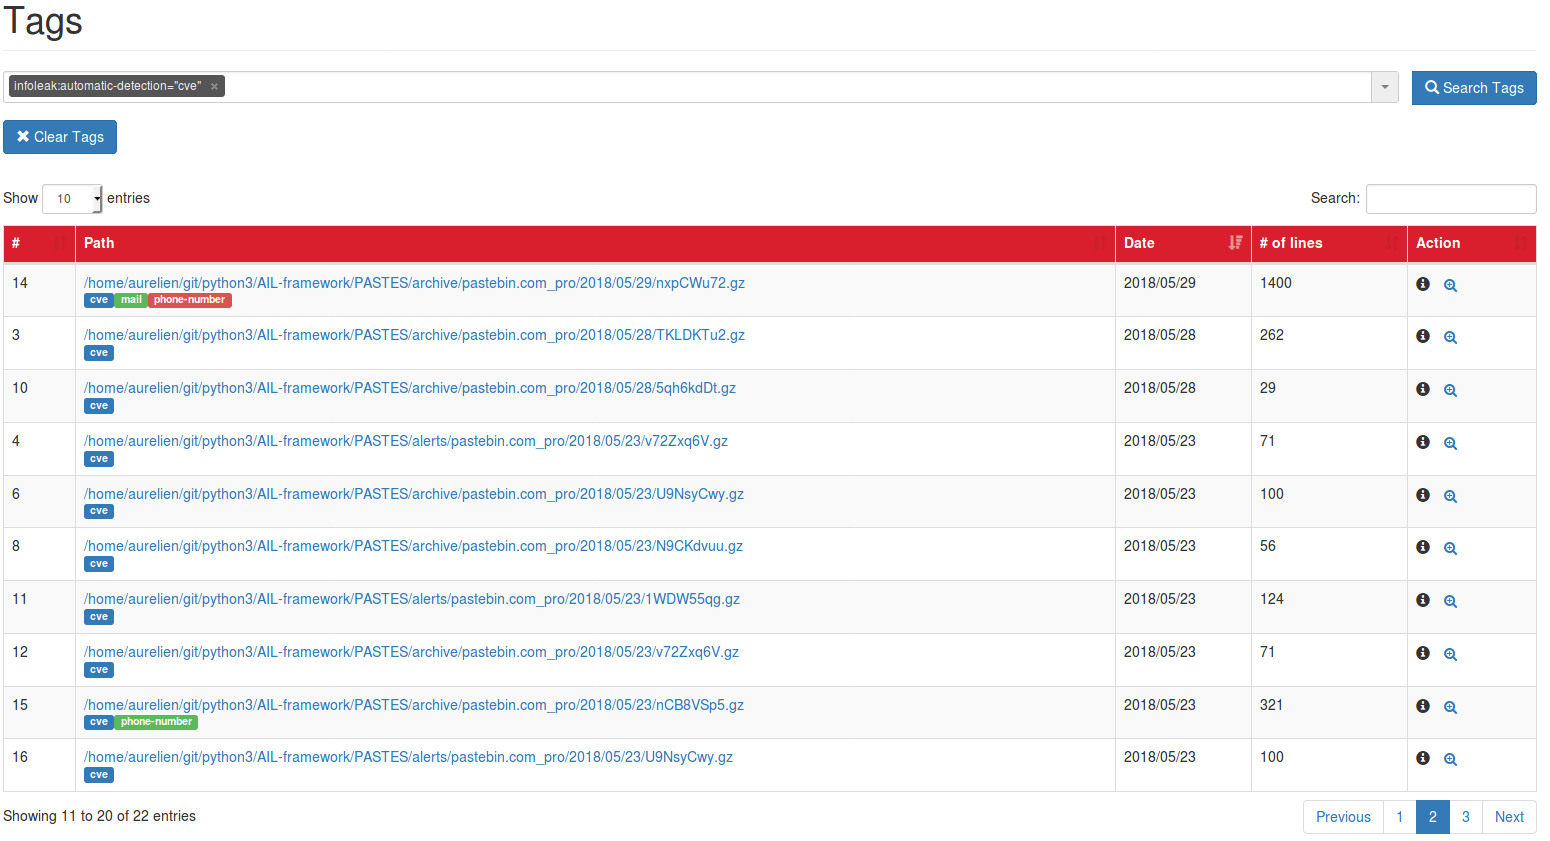 Tags
infoleak:automatic-detection="cve" ×
Search Tags
Clear Tags
Show 10 entries
Search:
# Path Date # of lines Action
14 /home/aurelien/git/python3/AIL-framework/PASTES/archive/pastebin.com_pro/2018/05/29/nxpCWu72.gz 2018/05/29 1400
cve mail phone-number
3 /home/aurelien/git/python3/AIL-framework/PASTES/archive/pastebin.com_pro/2018/05/28/TKLDKTu2.gz 2018/05/28 262
cve
10 /home/aurelien/git/python3/AIL-framework/PASTES/archive/pastebin.com_pro/2018/05/28/5qh6kdDt.gz 2018/05/28 29
cve
4 /home/aurelien/git/python3/AIL-framework/PASTES/alerts/pastebin.com_pro/2018/05/23/v72Zxq6V.gz 2018/05/23 71
cve
6 /home/aurelien/git/python3/AIL-framework/PASTES/archive/pastebin.com_pro/2018/05/23/U9NsyCwy.gz 2018/05/23 100
cve
8 /home/aurelien/git/python3/AIL-framework/PASTES/archive/pastebin.com_pro/2018/05/23/N9CKdvuu.gz 2018/05/23 56
cve
11 /home/aurelien/git/python3/AIL-framework/PASTES/alerts/pastebin.com_pro/2018/05/23/1WDW55qg.gz 2018/05/23 124
cve
12 /home/aurelien/git/python3/AIL-framework/PASTES/archive/pastebin.com_pro/2018/05/23/v72Zxq6V.gz 2018/05/23 71
cve
15 /home/aurelien/git/python3/AIL-framework/PASTES/archive/pastebin.com_pro/2018/05/23/nCB8VSp5.gz 2018/05/23 321
cve phone-number
16 /home/aurelien/git/python3/AIL-framework/PASTES/alerts/pastebin.com_pro/2018/05/23/U9NsyCwy.gz 2018/05/23 100
cve
Showing 11 to 20 of 22 entries
Previous 1 2 3 Next